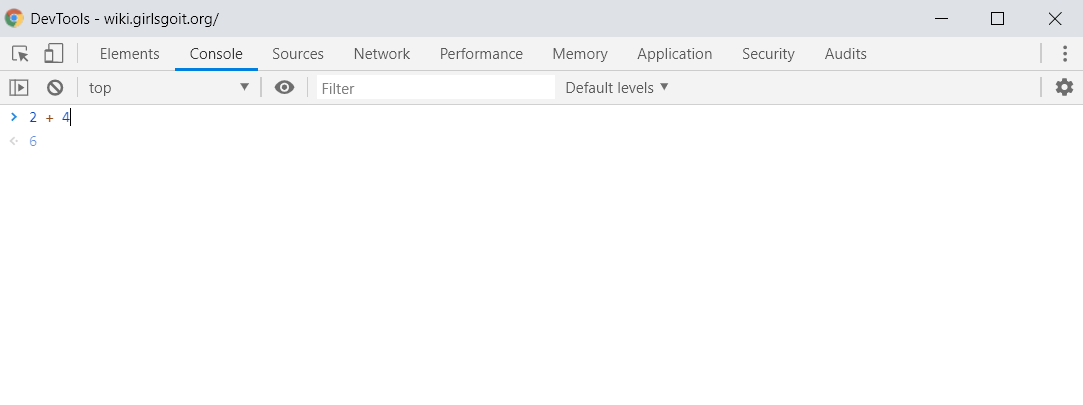 DevTools - wiki.girlsgoit.org/
Elements Console Sources Network Performance Memory Application Security Audits
top Filter Default levels
2 + 4
6